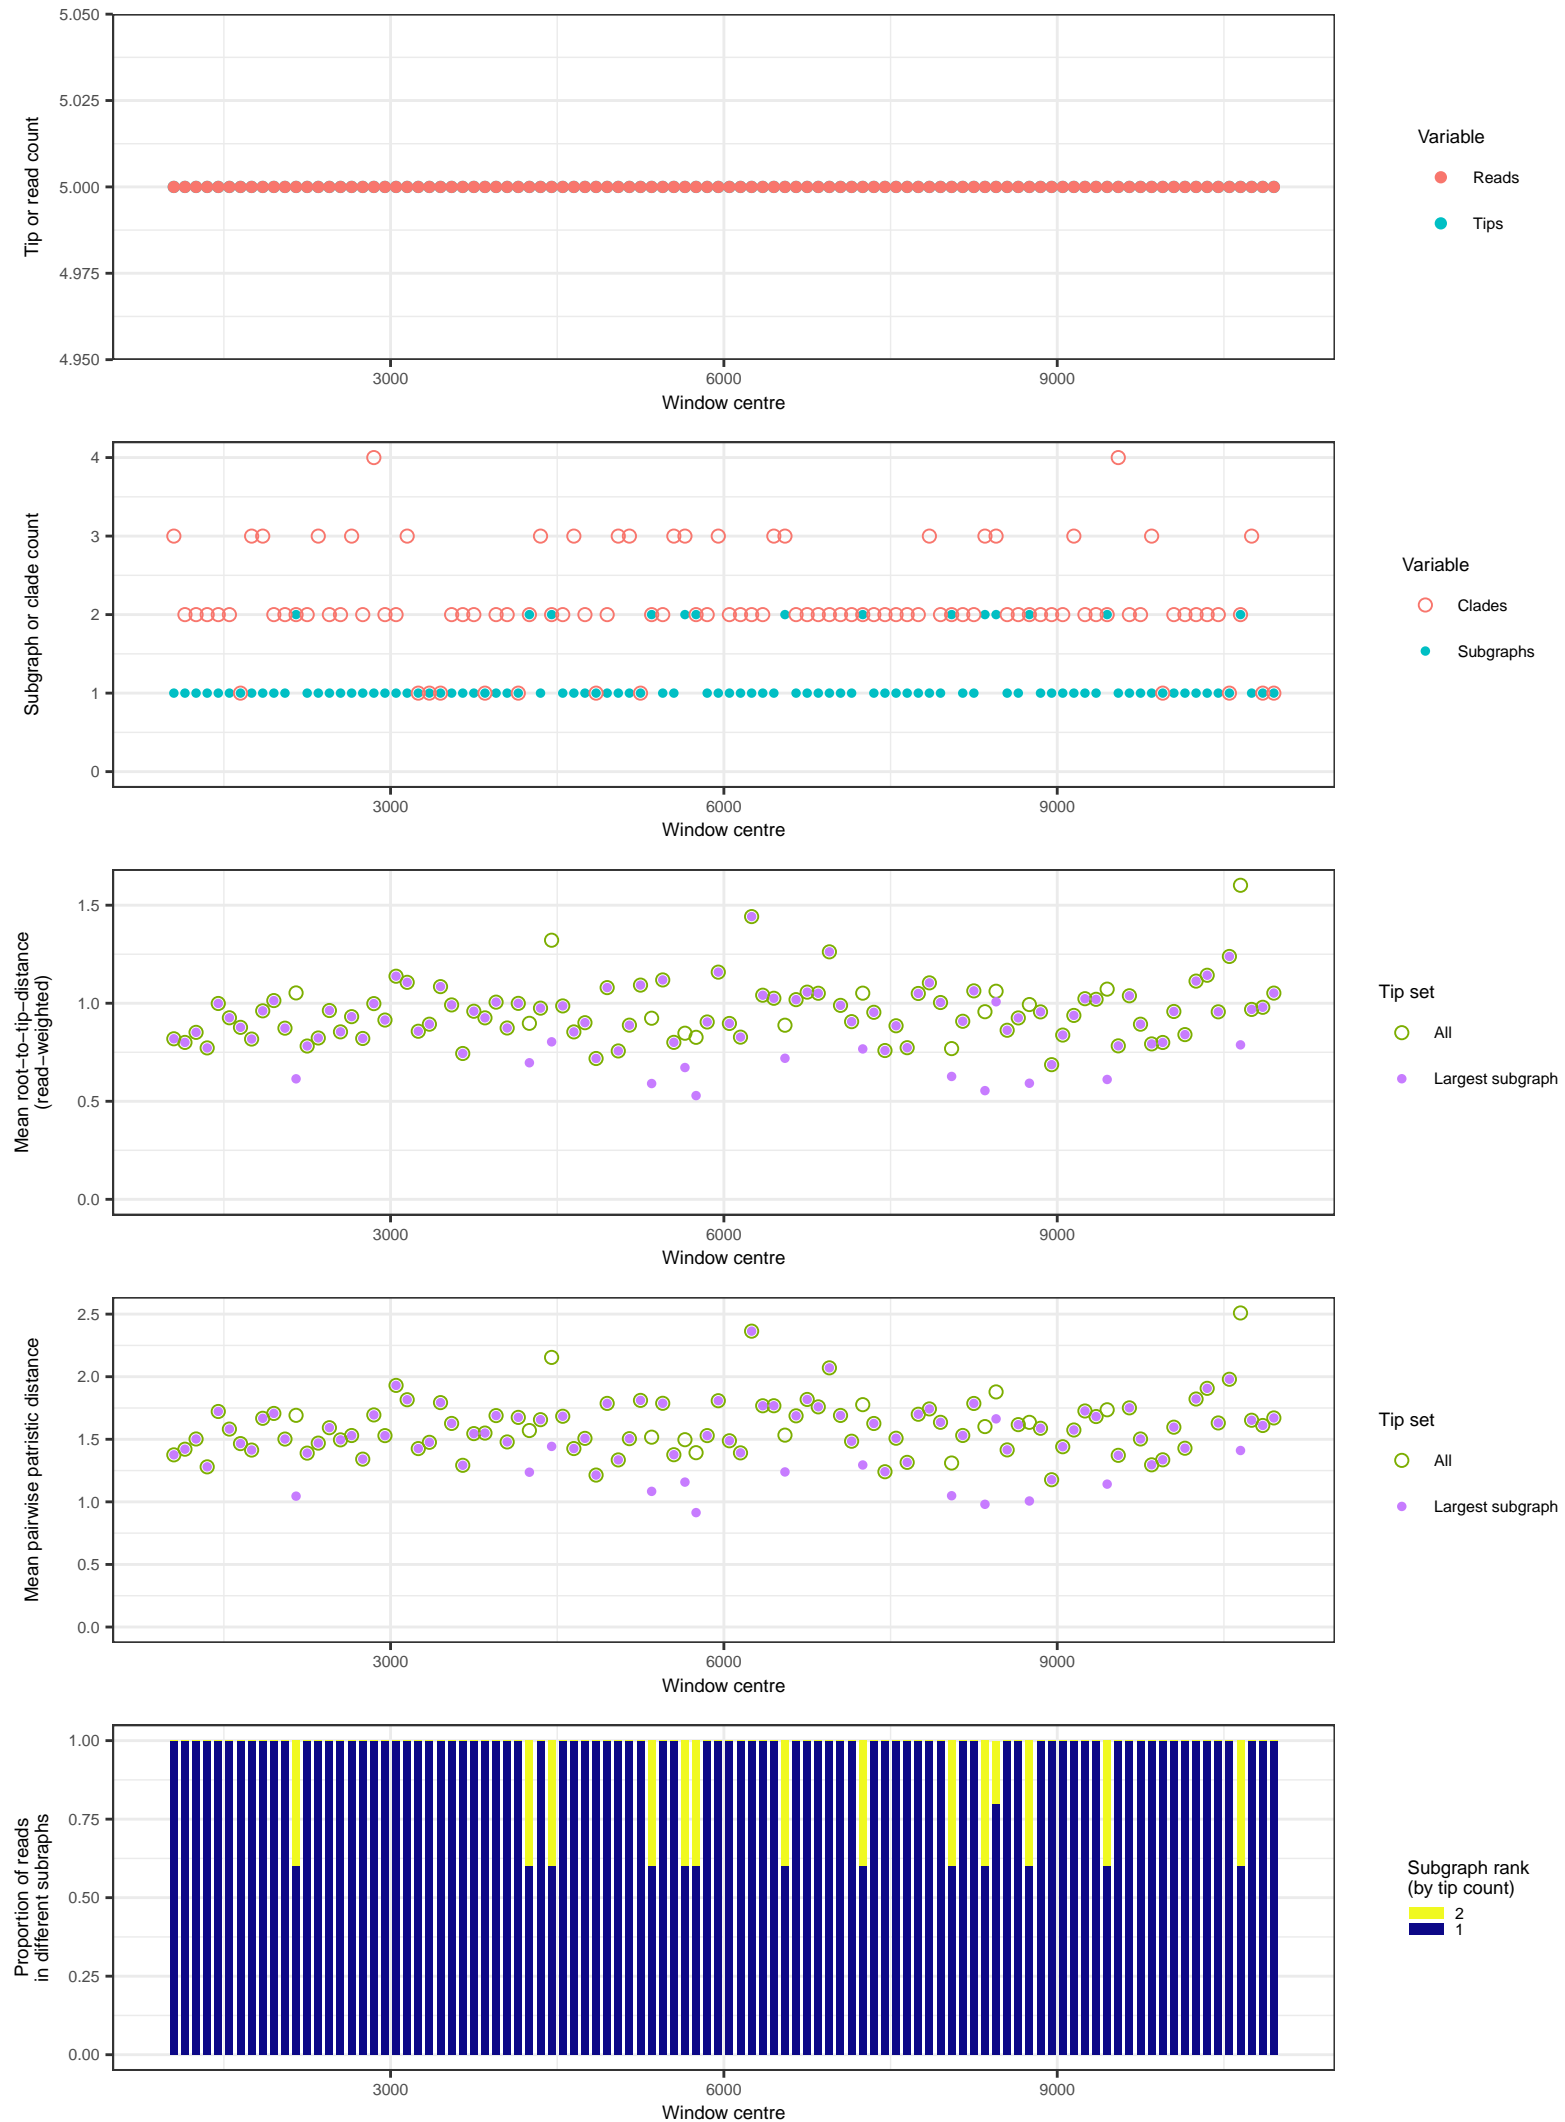 5.050
5.025
5.000
4.975
4.950
Tip or read count
3000
6000
9000
Window centre
Variable
Reads
Tips
4
3
2
1
0
Subgraph or clade count
3000
6000
9000
Window centre
Variable
Clades
Subgraphs
1.5
1.0
0.5
0.0
Mean root−to−tip−distance
(read−weighted)
3000
6000
9000
Window centre
Tip set
All
Largest subgraph
2.5
2.0
1.5
1.0
0.5
0.0
Mean pairwise patristic distance
3000
6000
9000
Window centre
Tip set
All
Largest subgraph
1.00
0.75
0.50
0.25
0.00
Proportion of reads
in different subraphs
3000
6000
9000
Window centre
Subgraph rank
(by tip count)
2
1